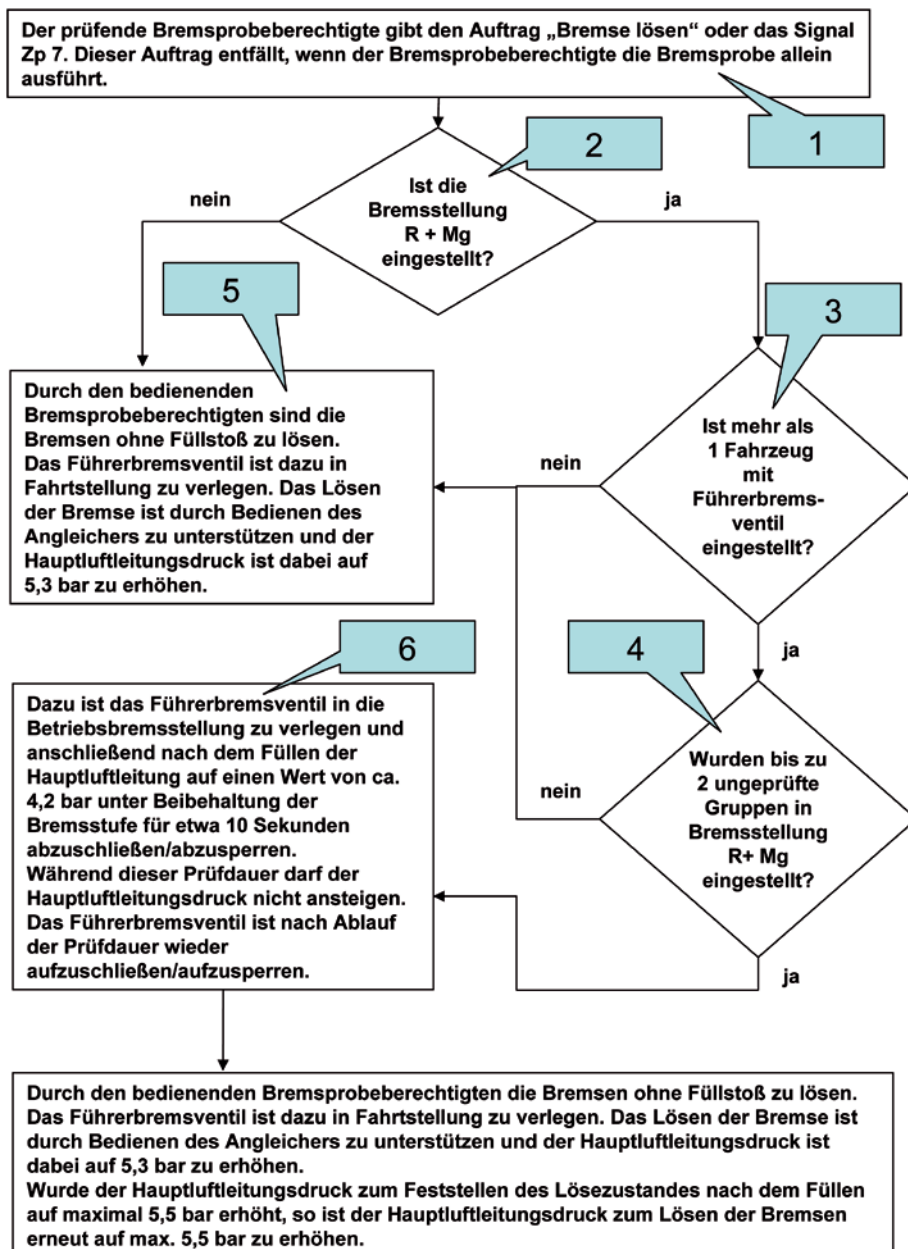 Der prüfende Bremsprobeberechtigte gibt den Auftrag „Bremse lösen“ oder das Signal
Zp 7. Dieser Auftrag entfällt, wenn der Bremsprobeberechtigte die Bremsprobe allein
ausführt.
1
2
Ist die
Bremsstellung
R + Mg
eingestellt?
nein
ja
5
3
Durch den bedienenden
Bremsprobeberechtigten sind die
Bremsen ohne Füllstoß zu lösen.
Das Führerbremsventil ist dazu in
Fahrtstellung zu verlegen. Das Lösen
der Bremse ist durch Bedienen des
Angleichers zu unterstützen und der
Hauptluftleitungsdruck ist dabei auf
5,3 bar zu erhöhen.
Ist mehr als
1 Fahrzeug
mit
Führerbrems-
ventil
eingestellt?
nein
ja
6
4
Dazu ist das Führerbremsventil in die
Betriebsbremsstellung zu verlegen und
anschließend nach dem Füllen der
Hauptluftleitung auf einen Wert von ca.
4,2 bar unter Beibehaltung der
Bremsstufe für etwa 10 Sekunden
abzuschließen/abzusperren.
Während dieser Prüfdauer darf der
Hauptluftleitungsdruck nicht ansteigen.
Das Führerbremsventil ist nach Ablauf
der Prüfdauer wieder
aufzuschließen/aufzusperren.
Wurden bis zu
2 ungeprüfte
Gruppen in
Bremsstellung
R+ Mg
eingestellt?
nein
ja
Durch den bedienenden Bremsprobeberechtigten die Bremsen ohne Füllstoß zu lösen.
Das Führerbremsventil ist dazu in Fahrtstellung zu verlegen. Das Lösen der Bremse ist
durch Bedienen des Angleichers zu unterstützen und der Hauptluftleitungsdruck ist
dabei auf 5,3 bar zu erhöhen.
Wurde der Hauptluftleitungsdruck zum Feststellen des Lösezustandes nach dem Füllen
auf maximal 5,5 bar erhöht, so ist der Hauptluftleitungsdruck zum Lösen der Bremsen
erneut auf max. 5,5 bar zu erhöhen.